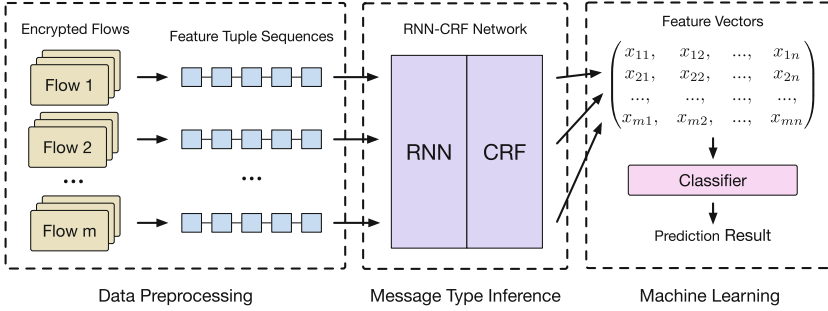 Encrypted Flows
Feature Tuple Sequences
Flow 1
Flow 2
...
...
Flow m
RNN-CRF Network
RNN
CRF
Feature Vectors
x11, x12, ..., x1n
x21, x22, ..., x2n
..., ..., ..., ...,
xm1, xm2, ..., xmn
Classifier
Prediction Result
Data Preprocessing
Message Type Inference
Machine Learning